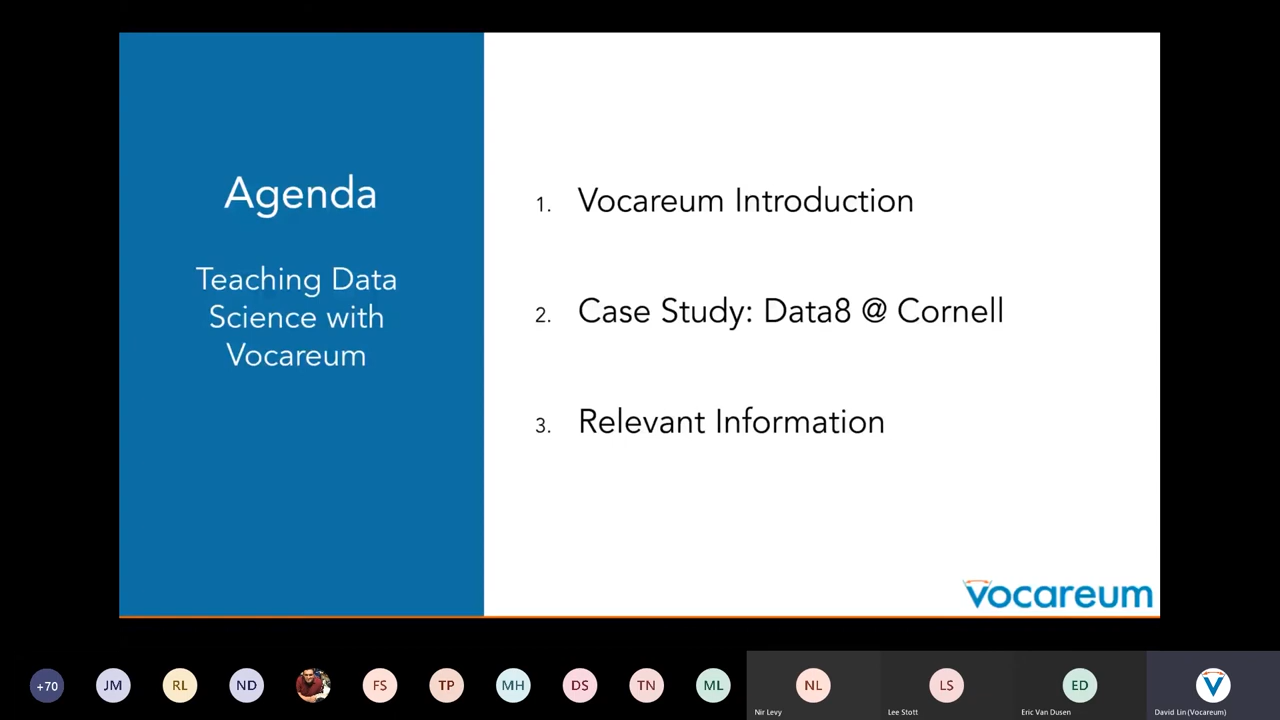 Agenda
Teaching Data
Science with
Vocareum
1. Vocareum Introduction
2. Case Study: Data8 @ Cornell
3. Relevant Information
vocareum
+70
JM
RL
ND
FS
TP
MH
DS
TN
ML
NL
LS
ED
V
Nir Levy
Lee Stott
Eric Van Dusen
David Lin (Vocareum)